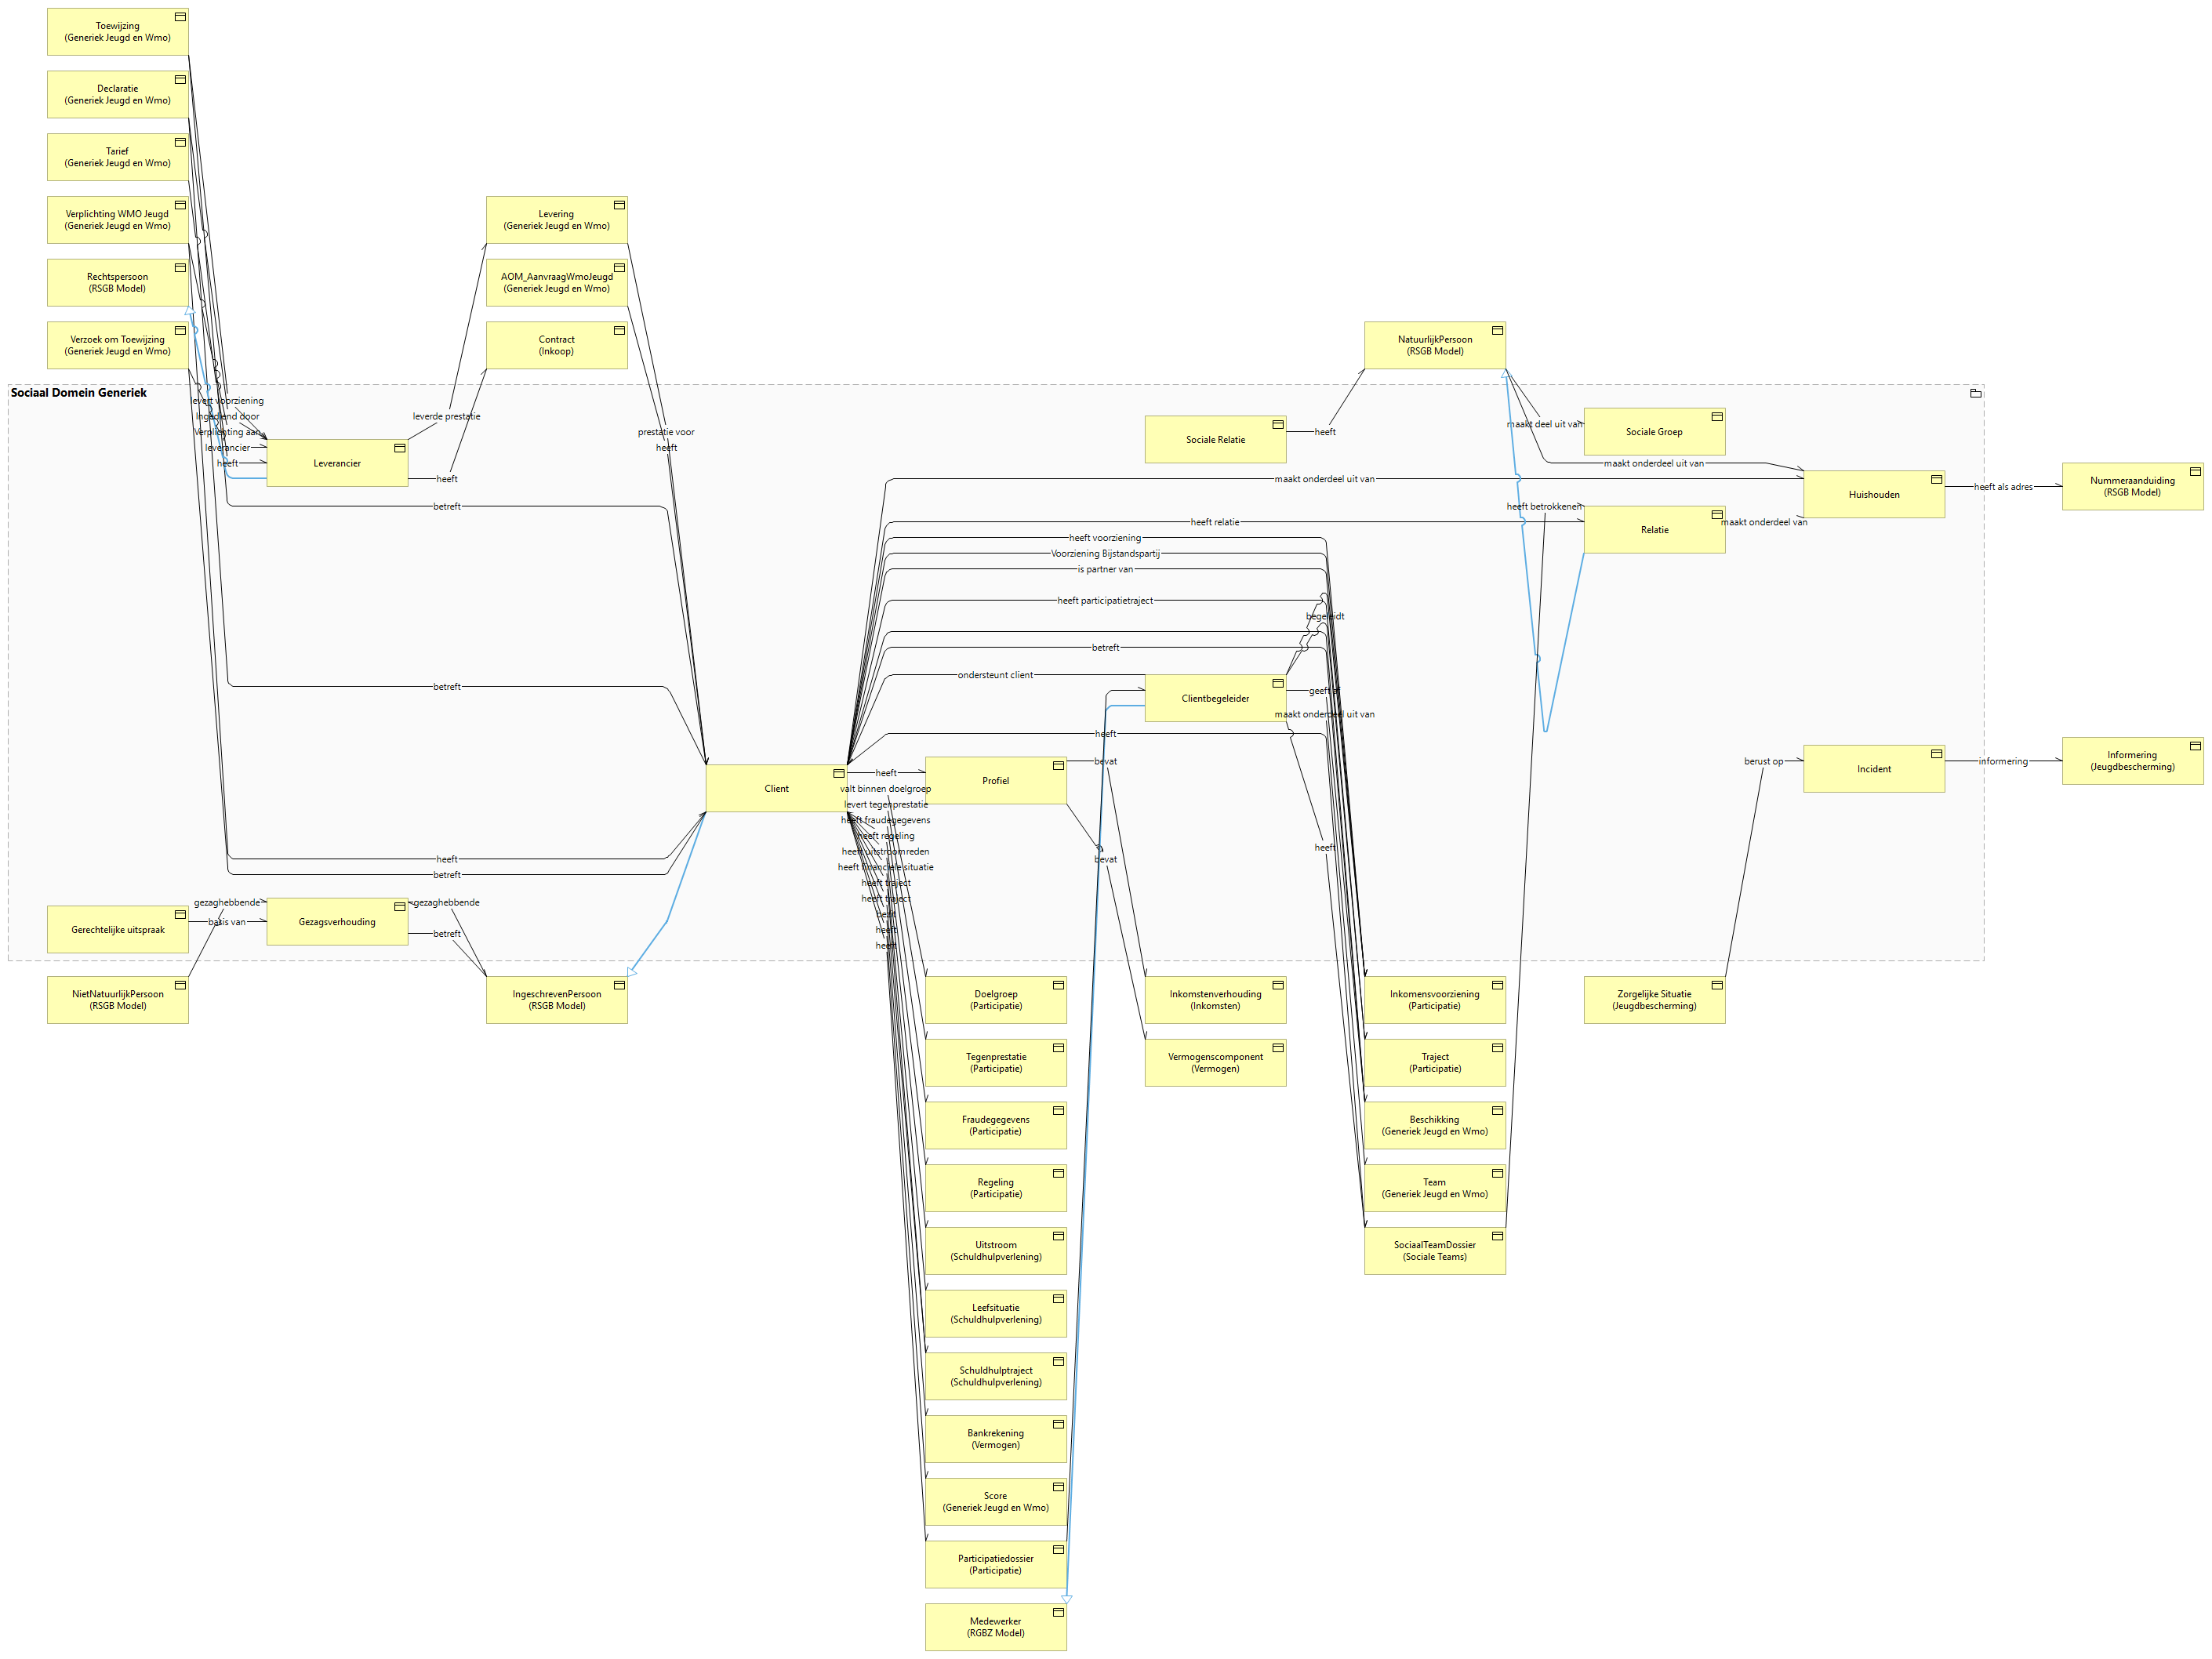 Toewijzing
(Generiek Jeugd en Wmo)
Declaratie
(Generiek Jeugd en Wmo)
Tarief
(Generiek Jeugd en Wmo)
Verplichting WMO Jeugd
(Generiek Jeugd en Wmo)
Rechtspersoon
(RSGB Model)
Verzoek om Toewijzing
(Generiek Jeugd en Wmo)
Levering
(Generiek Jeugd en Wmo)
AOM_AanvraagWmoJeugd
(Generiek Jeugd en Wmo)
Contract
(Inkoop)
NatuurlijkPersoon
(RSGB Model)
Sociaal Domein Generiek
levert voorziening
Ingediend door
Verplichting aan
leverancier
heeft
Leverancier
leverde prestatie
heeft
prestatie voor
heeft
betreft
betreft
heeft
betreft
Sociale Relatie
heeft
maakt deel uit van
Sociale Groep
maakt onderdeel uit van
maakt onderdeel uit van
Huishouden
heeft als adres
Nummeraanduiding
(RSGB Model)
heeft betrokkenen
heeft relatie
Relatie
maakt onderdeel van
heeft voorziening
Voorziening Bijstandspartij
is partner van
heeft participatietraject
begeleidt
betreft
ondersteunt client
Clientbegeleider
geeft af
maakt onderdeel uit van
heeft
heeft
Client
heeft
Profiel
bevat
bevat
valt binnen doelgroep
levert tegenprestatie
heeft fraudegegevens
heeft regeling
heeft uitstroomreden
heeft financiele situatie
heeft traject
heeft traject
bezit
heeft
heeft
berust op
Incident
informering
Informering
(Jeugdbescherming)
Gerechtelijke uitspraak
gezaghebbende
basis van
Gezagsverhouding
gezaghebbende
betreft
NietNatuurlijkPersoon
(RSGB Model)
IngeschrevenPersoon
(RSGB Model)
Doelgroep
(Participatie)
Inkomstenverhouding
(Inkomsten)
Inkomensvoorziening
(Participatie)
Zorgelijke Situatie
(Jeugdbescherming)
Tegenprestatie
(Participatie)
Vermogenscomponent
(Vermogen)
Traject
(Participatie)
Fraudegegevens
(Participatie)
Beschikking
(Generiek Jeugd en Wmo)
Regeling
(Participatie)
Team
(Generiek Jeugd en Wmo)
Uitstroom
(Schuldhulpverlening)
SociaalTeamDossier
(Sociale Teams)
Leefsituatie
(Schuldhulpverlening)
Schuldhulptraject
(Schuldhulpverlening)
Bankrekening
(Vermogen)
Score
(Generiek Jeugd en Wmo)
Participatiedossier
(Participatie)
Medewerker
(RGBZ Model)